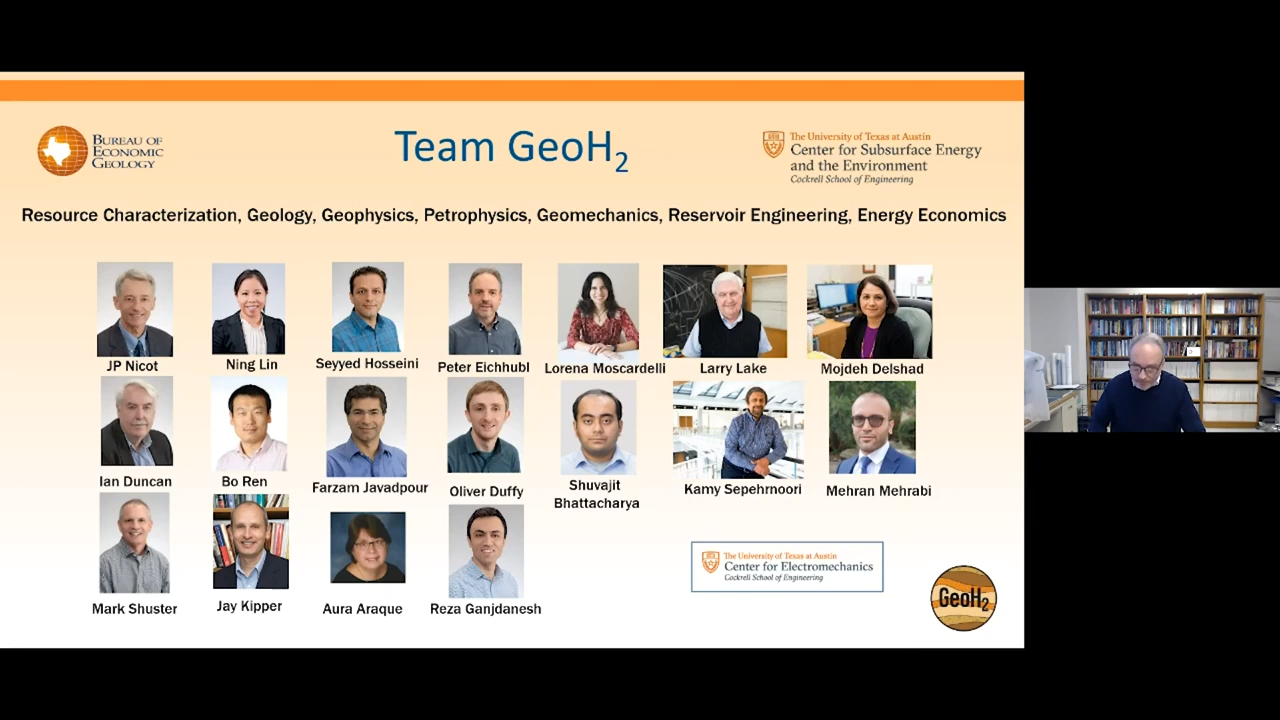 BUREAU OF
ECONOMIC
GEOLOGY
Team GeoH₂
The University of Texas at Austin
Center for Subsurface Energy
and the Environment
Cockrell School of Engineering
Resource Characterization, Geology, Geophysics, Petrophysics, Geomechanics, Reservoir Engineering, Energy Economics
JP Nicot
Ning Lin
Seyyed Hosseini
Peter Eichhubl
Lorena Moscardelli
Larry Lake
Mojdeh Delshad
Ian Duncan
Bo Ren
Farzam Javadpour
Oliver Duffy
Shuvajit
Bhattacharya
Kamy Sepehrnoori
Mehran Mehrabi
Mark Shuster
Jay Kipper
Aura Araque
Reza Ganjdanesh
The University of Texas at Austin
Center for Electromechanics
Cockrell School of Engineering
GeoH₂